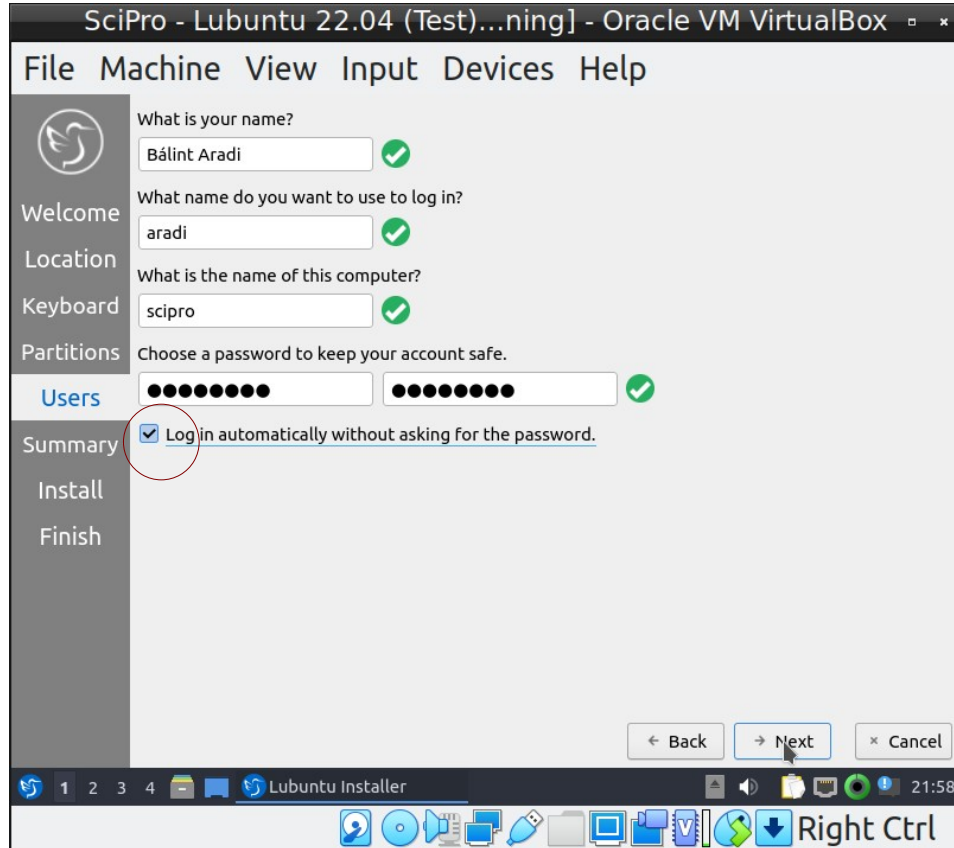 SciPro - Lubuntu 22.04 (Test)...ning] - Oracle VM VirtualBox
File Machine View Input Devices Help
What is your name?
Bálint Aradi
What name do you want to use to log in?
aradi
What is the name of this computer?
scipro
Choose a password to keep your account safe.
●●●●●●●● ●●●●●●●●
Log in automatically without asking for the password.
Welcome
Location
Keyboard
Partitions
Users
Summary
Install
Finish
← Back → Next × Cancel
1 2 3 4 Lubuntu Installer 21:58
V Right Ctrl